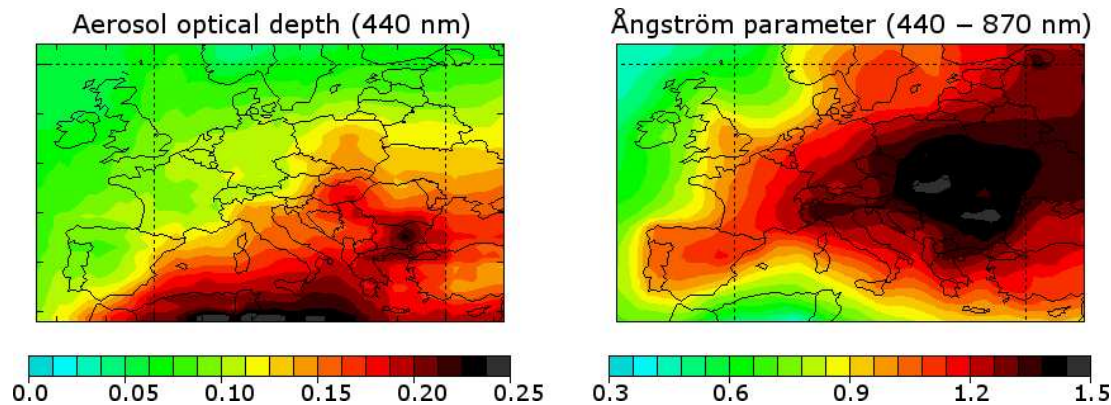 Aerosol optical depth (440 nm)
Ångström parameter (440 − 870 nm)
0.0 0.05 0.10 0.15 0.20 0.25
0.3 0.6 0.9 1.2 1.5